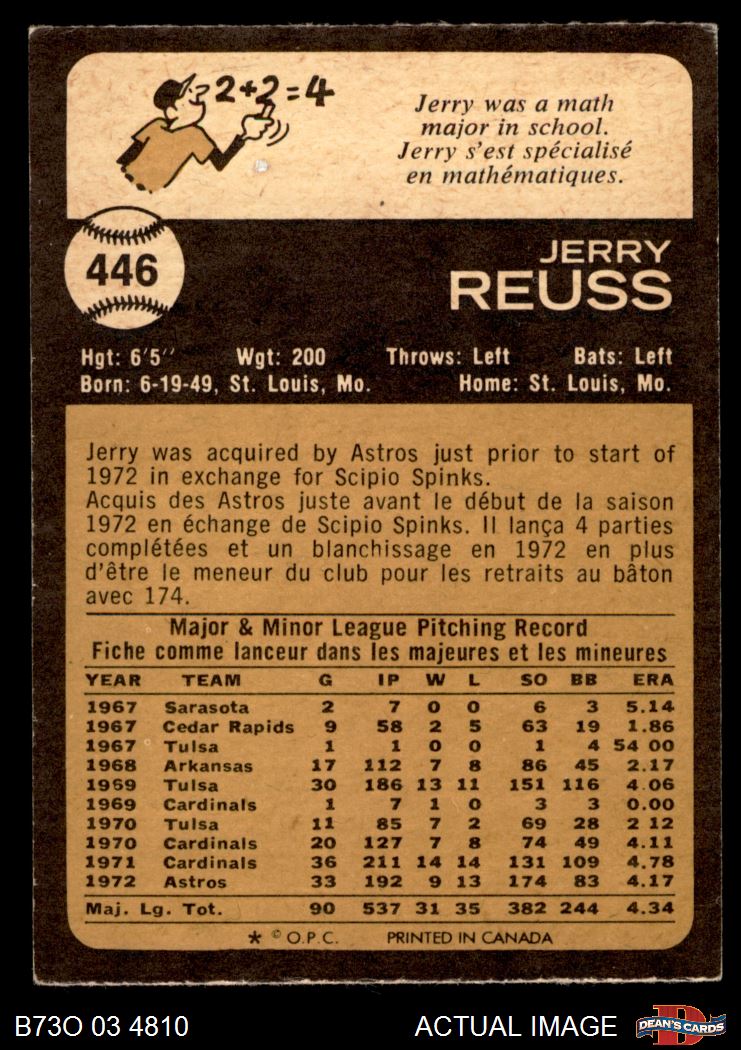 2+2=4
Jerry was a math
major in school.
Jerry s'est spécialisé
en mathématiques.
446
JERRY
REUSS
Hgt: 6'5'' Wgt: 200 Throws: Left Bats: Left
Born: 6-19-49, St. Louis, Mo. Home: St. Louis, Mo.
Jerry was acquired by Astros just prior to start of
1972 in exchange for Scipio Spinks.
Acquis des Astros juste avant le début de la saison
1972 en échange de Scipio Spinks. Il lança 4 parties
complétées et un blanchissage en 1972 en plus
d'être le meneur du club pour les retraits au bâton
avec 174.
Major & Minor League Pitching Record
Fiche comme lanceur dans les majeures et les mineures
YEAR TEAM G IP W L SO BB ERA
1967 Sarasota 2 7 0 0 6 3 5.14
1967 Cedar Rapids 9 58 2 5 63 19 1.86
1967 Tulsa 1 1 0 0 1 4 54 00
1968 Arkansas 17 112 7 8 86 45 2.17
1969 Tulsa 30 186 13 11 151 116 4.06
1969 Cardinals 1 7 1 0 3 3 0.00
1970 Tulsa 11 85 7 2 69 28 2 12
1970 Cardinals 20 127 7 8 74 49 4.11
1971 Cardinals 36 211 14 14 131 109 4.78
1972 Astros 33 192 9 13 174 83 4.17
Maj. Lg. Tot. 90 537 31 35 382 244 4.34
* © O.P.C. PRINTED IN CANADA
B73O 03 4810 ACTUAL IMAGE D DEAN'S CARDS